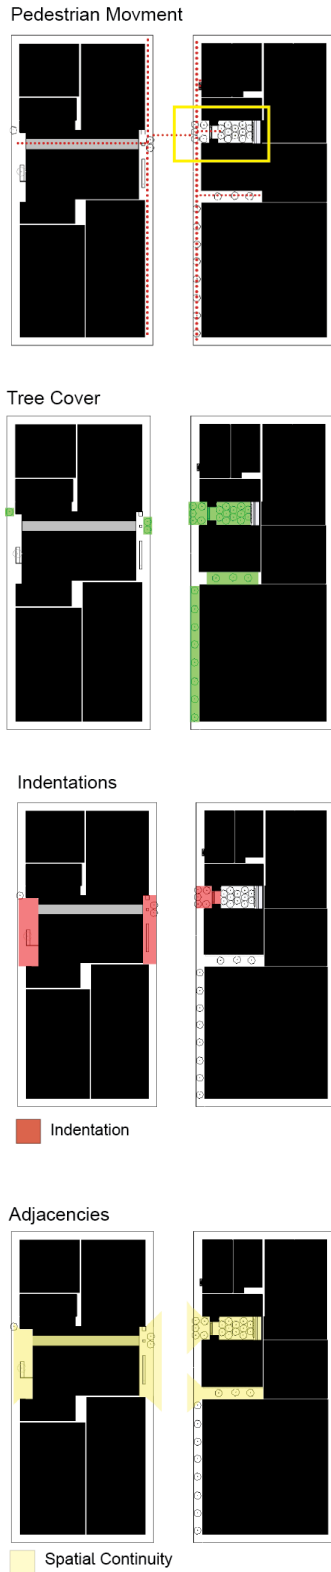 Pedestrian Movment
Tree Cover
Indentations
Indentation
Adjacencies
Spatial Continuity